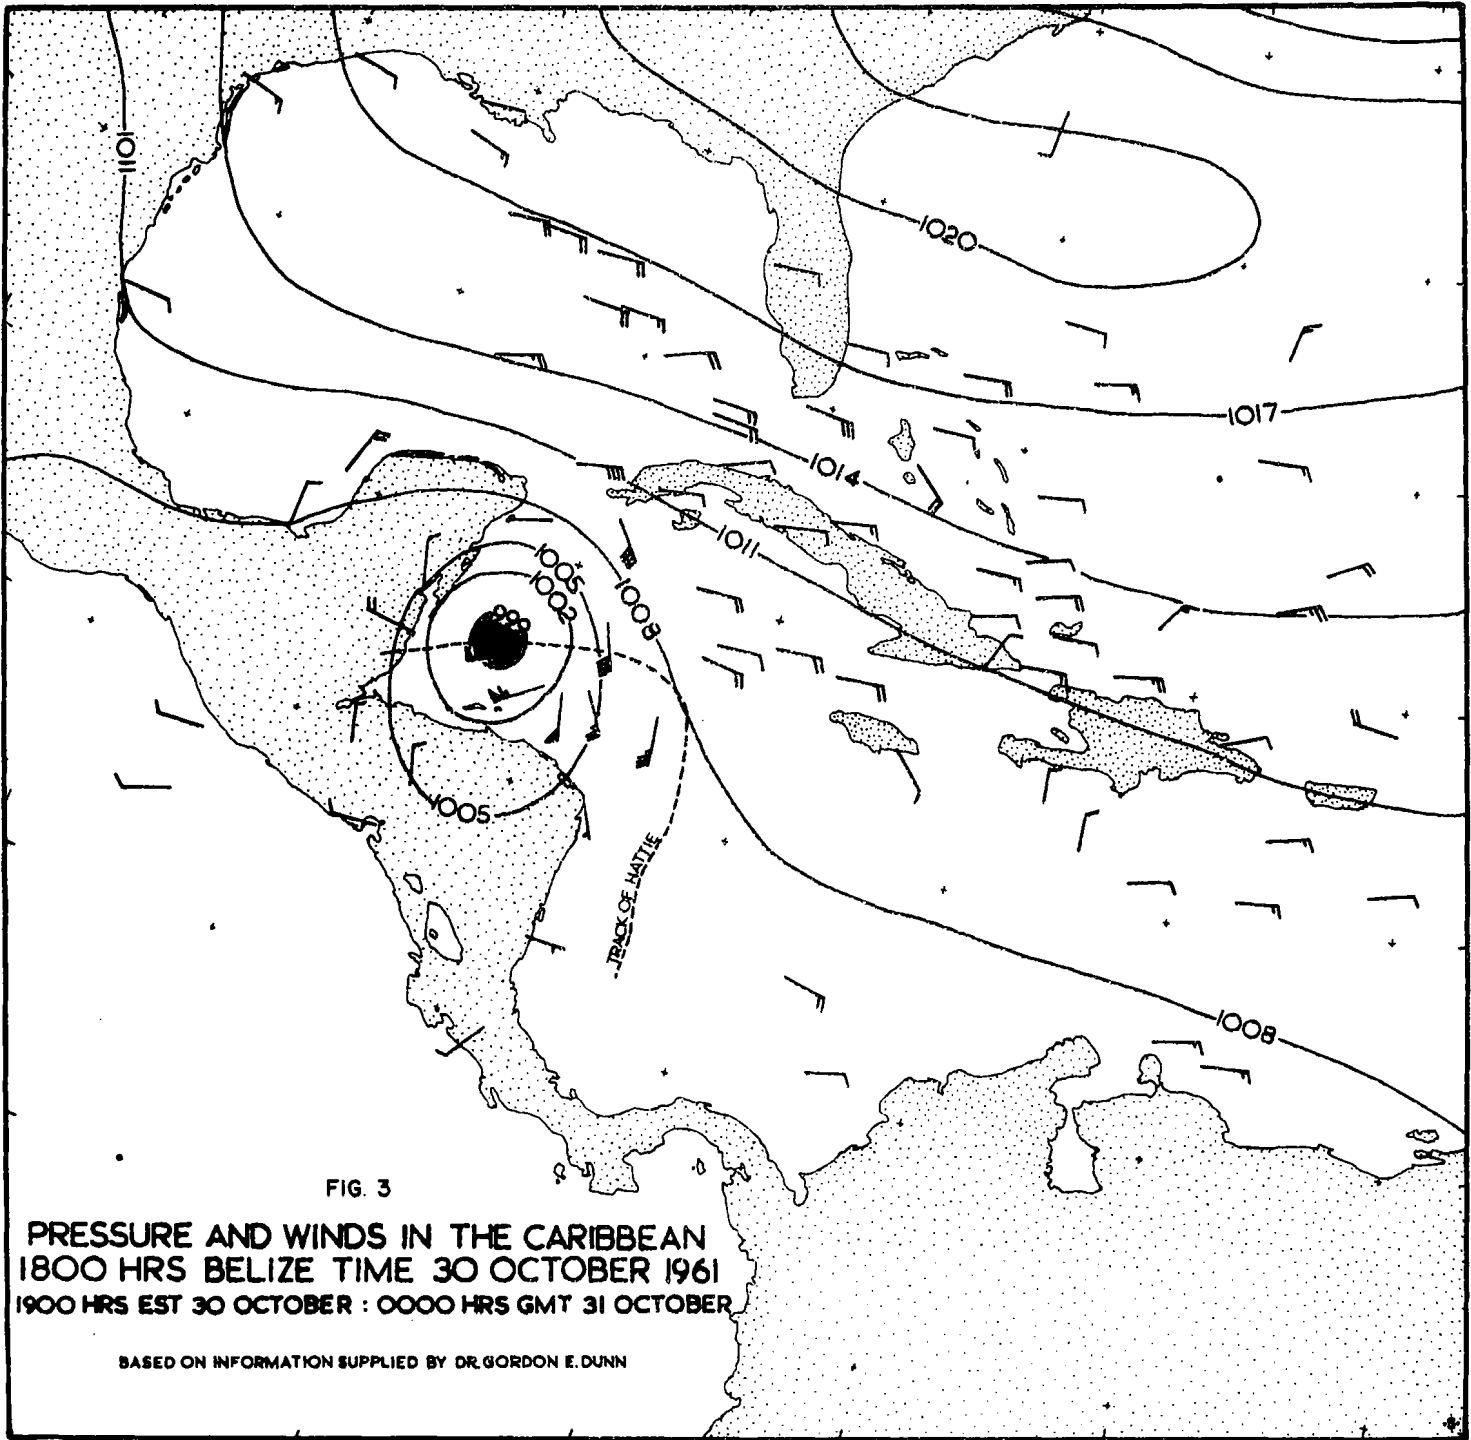 1011
1020
1017
1014
1011
1005
1002
1008
1005
TRACK OF HATTIE
1008
FIG. 3
PRESSURE AND WINDS IN THE CARIBBEAN
1800 HRS BELIZE TIME 30 OCTOBER 1961
1900 HRS EST 30 OCTOBER : 0000 HRS GMT 31 OCTOBER
BASED ON INFORMATION SUPPLIED BY DR. GORDON E. DUNN